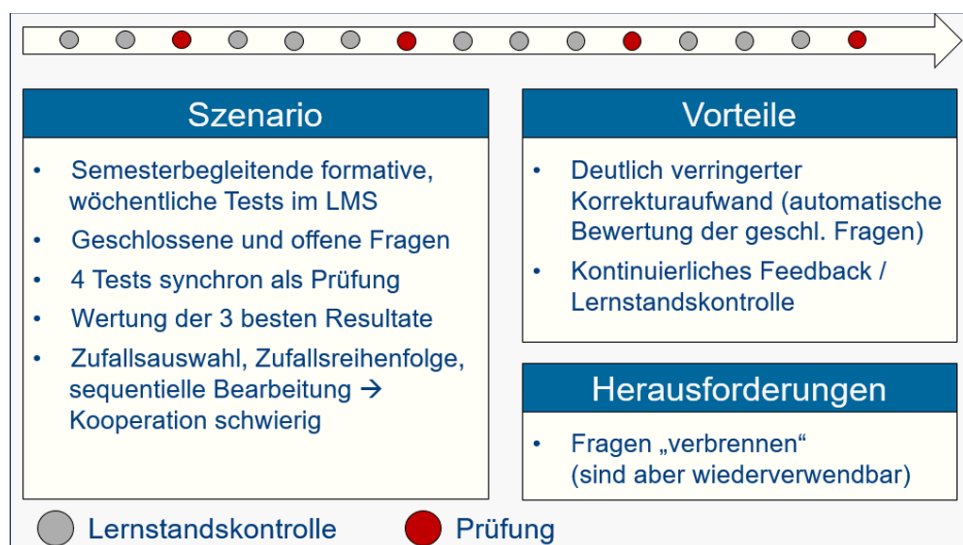 Szenario
Semesterbegleitende formative,
wöchentliche Tests im LMS
Geschlossene und offene Fragen
4 Tests synchron als Prüfung
Wertung der 3 besten Resultate
Zufallsauswahl, Zufallsreihenfolge,
sequentielle Bearbeitung →
Kooperation schwierig
Vorteile
Deutlich verringerter
Korrekturaufwand (automatische
Bewertung der geschl. Fragen)
Kontinuierliches Feedback /
Lernstandskontrolle
Herausforderungen
Fragen „verbrennen“
(sind aber wiederverwendbar)
Lernstandskontrolle
Prüfung